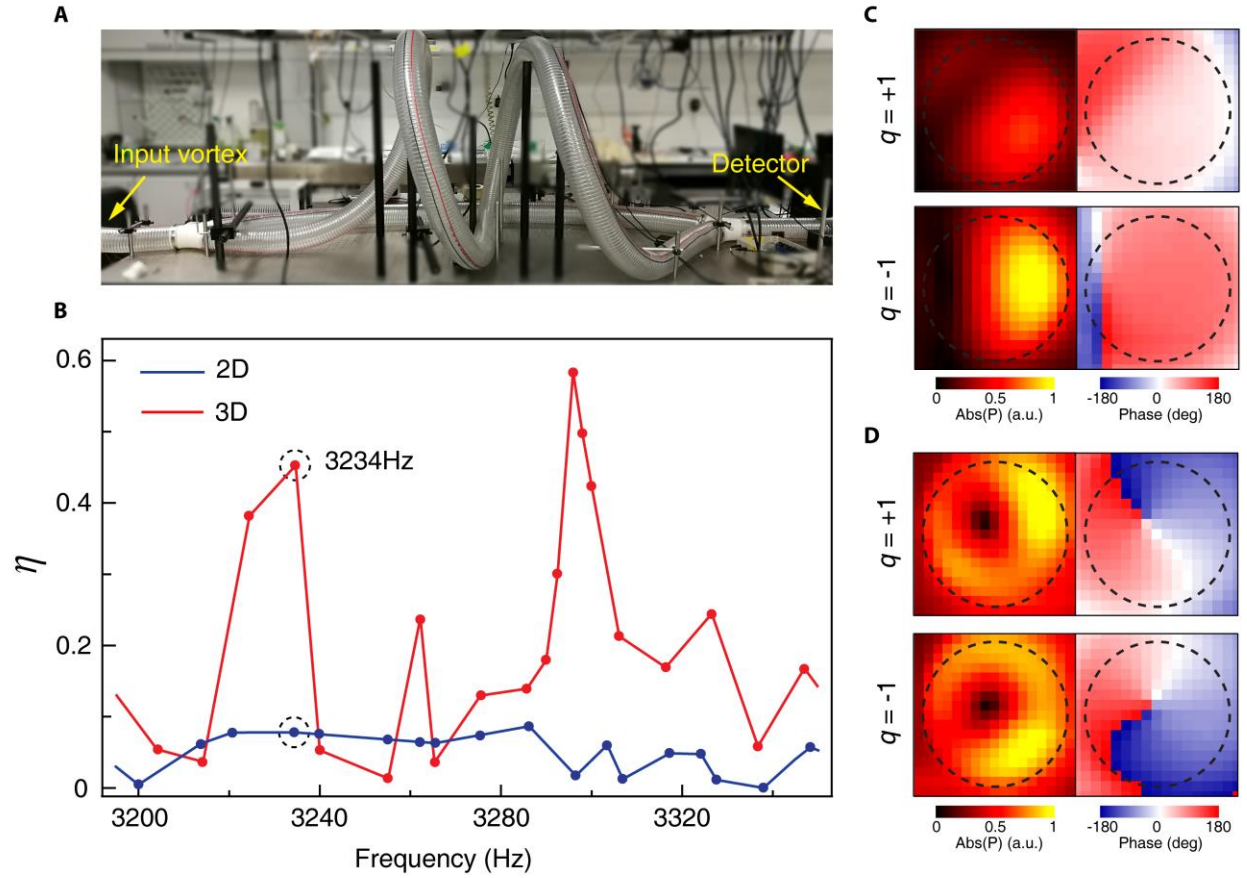 A
Input vortex
Detector
B
2D
3D
3234Hz
0.6
0.4
0.2
0
η
3200
3240
3280
3320
Frequency (Hz)
C
q = +1
q = -1
0
0.5
1
Abs(P) (a.u.)
-180
0
180
Phase (deg)
D
q = +1
q = -1
0
0.5
1
Abs(P) (a.u.)
-180
0
180
Phase (deg)